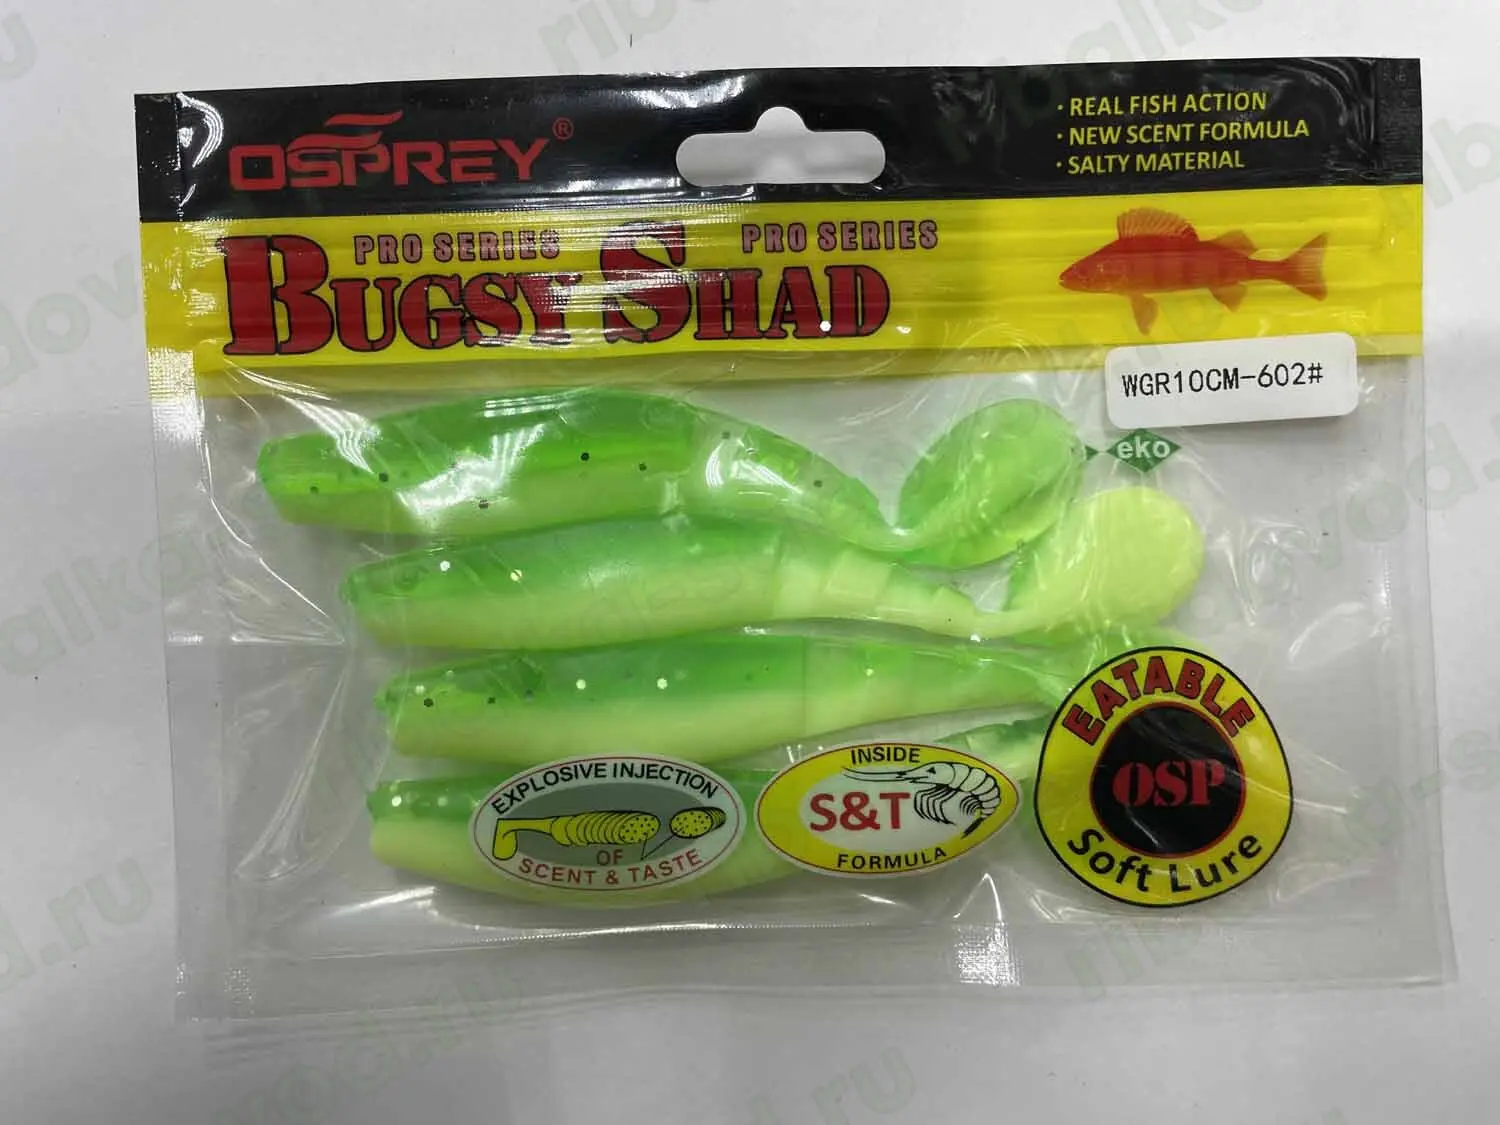 OSPREY®
· REAL FISH ACTION
· NEW SCENT FORMULA
· SALTY MATERIAL
PRO SERIES PRO SERIES
BUGSY SHAD
WGR10CM-602#
eko
EXPLOSIVE INJECTION
OF
SCENT & TASTE
INSIDE
S&T
FORMULA
EATABLE
OSP
Soft Lure